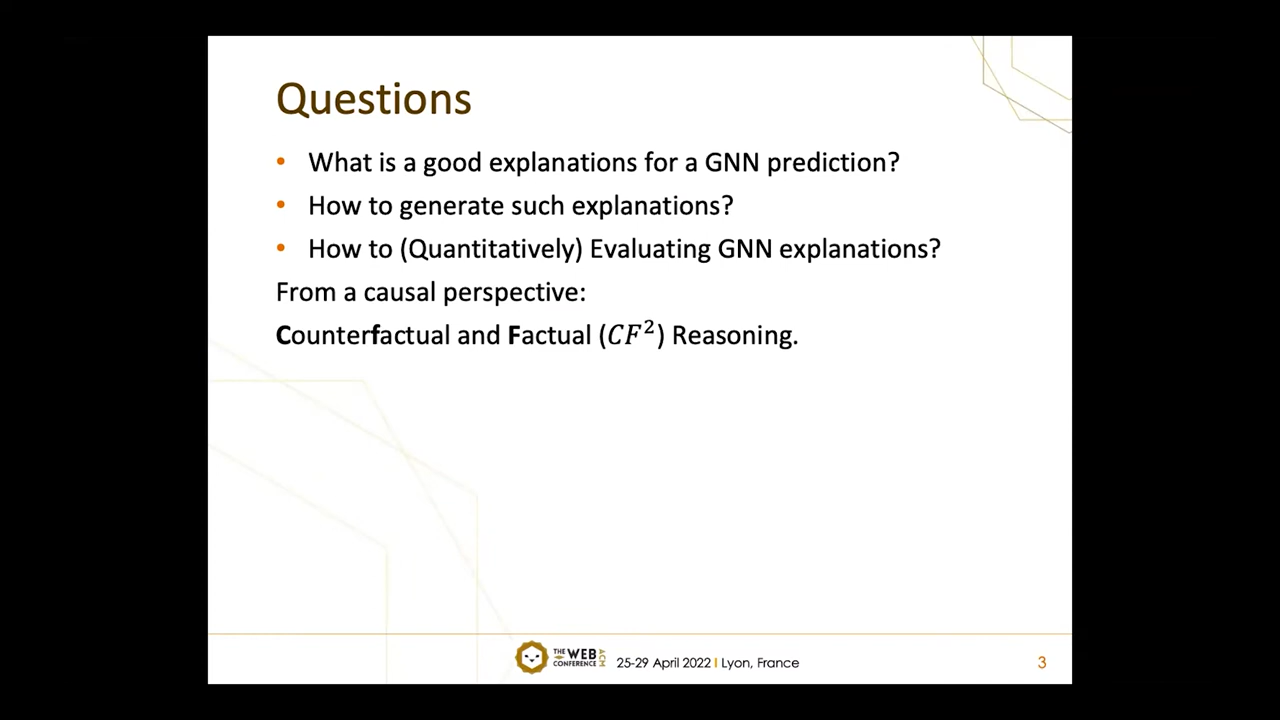 Questions
• What is a good explanations for a GNN prediction?
• How to generate such explanations?
• How to (Quantitatively) Evaluating GNN explanations?
From a causal perspective:
Counterfactual and Factual (CF²) Reasoning.
THE WEB CONFERENCE ACM 25-29 April 2022 I Lyon, France
3